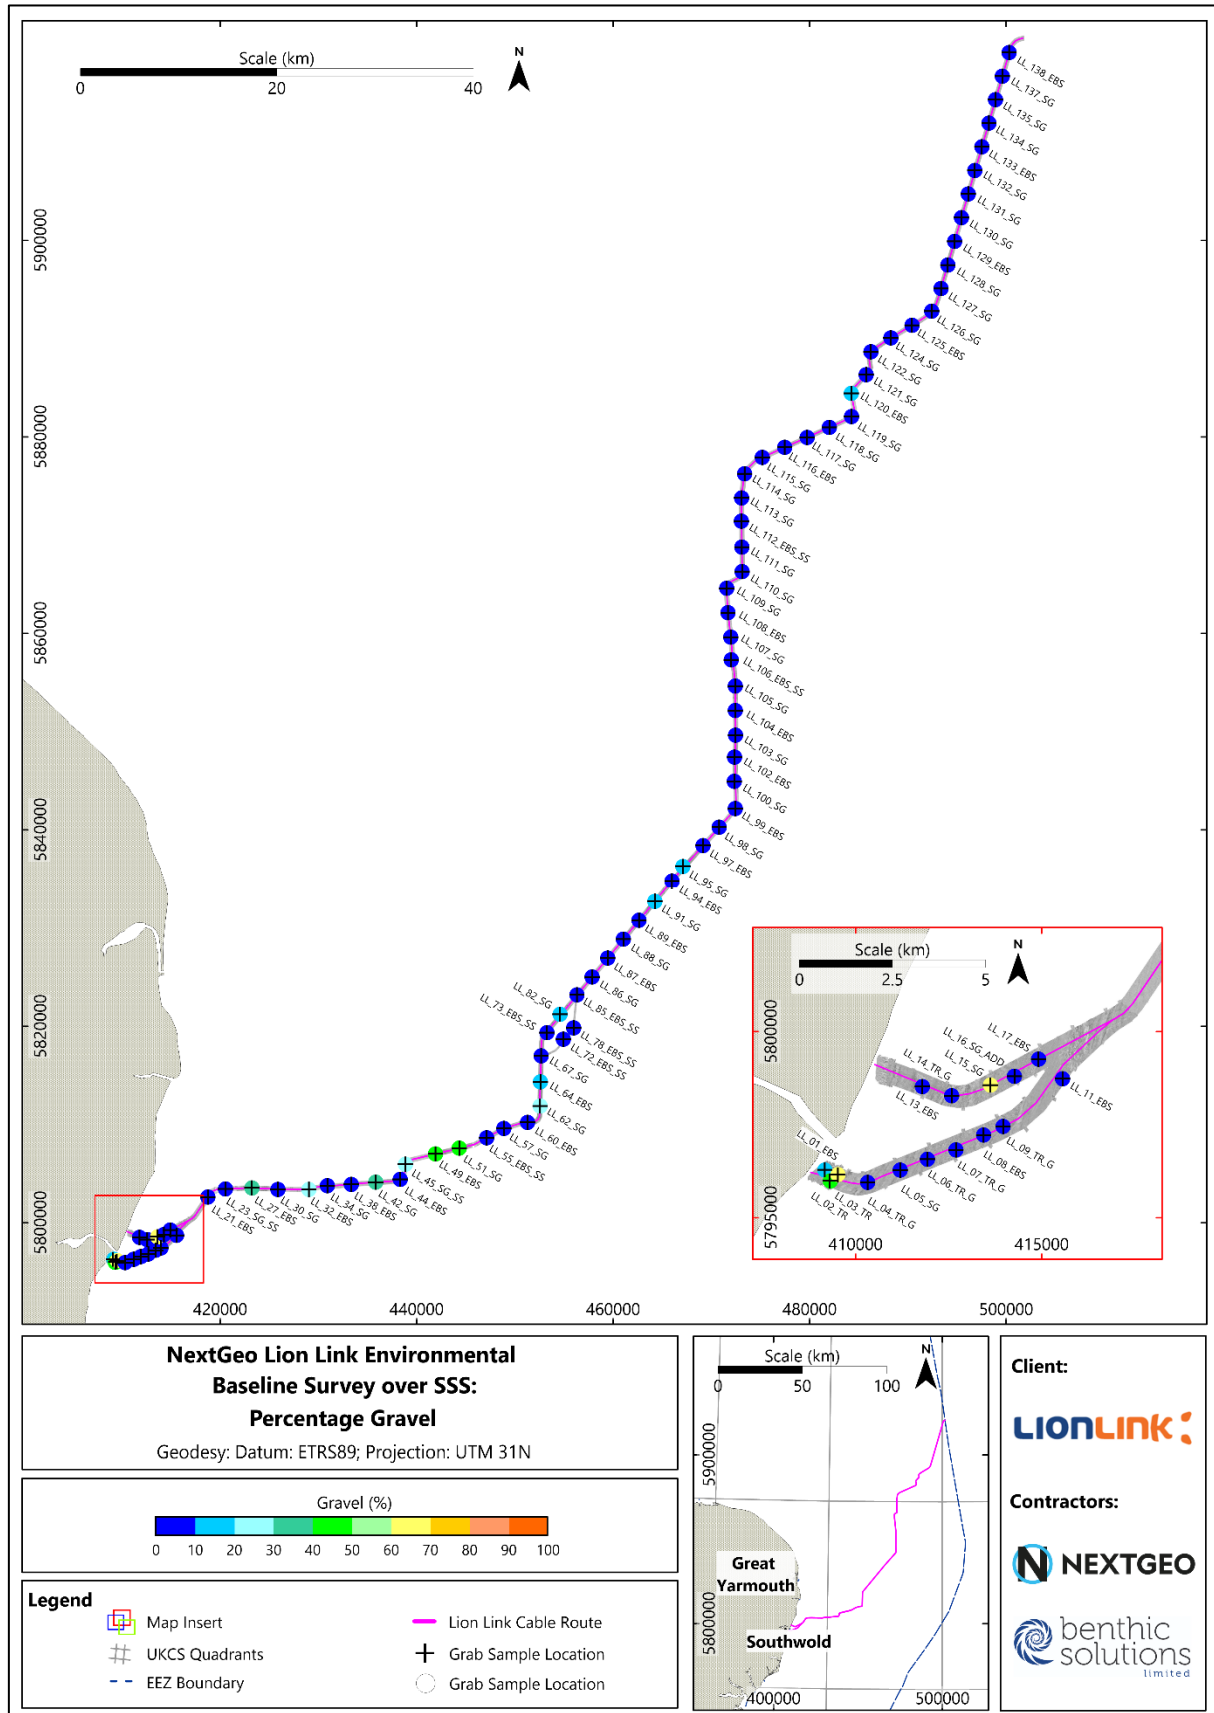 Scale (km)
0 20 40
N
LL_138_EBS
LL_137_SG
LL_135_SG
LL_134_SG
LL_133_EBS
LL_132_SG
LL_131_SG
LL_130_SG
LL_129_EBS
LL_128_SG
LL_127_SG
LL_126_SG
LL_125_EBS
LL_124_SG
LL_122_SG
LL_121_SG
LL_120_EBS
LL_119_SG
LL_118_SG
LL_117_SG
LL_116_EBS
LL_115_SG
LL_114_SG
LL_113_SG
LL_112_EBS_SS
LL_111_SG
LL_110_SG
LL_109_SG
LL_108_EBS
LL_107_SG
LL_106_EBS_SS
LL_105_SG
LL_104_EBS
LL_103_SG
LL_102_EBS
LL_100_SG
LL_99_EBS
LL_98_SG
LL_97_EBS
LL_95_SG
LL_94_EBS
LL_91_SG
LL_89_EBS
LL_88_SG
LL_87_EBS
LL_86_SG
LL_85_EBS_SS
LL_82_SG
LL_73_EBS_SS
LL_78_EBS_SS
LL_72_EBS_SS
LL_67_SG
LL_64_EBS
LL_62_SG
LL_60_EBS
LL_57_SG
LL_55_EBS_SS
LL_51_SG
LL_49_EBS
LL_45_SG_SS
LL_44_EBS
LL_42_SG
LL_38_EBS
LL_34_SG
LL_32_EBS
LL_30_SG
LL_27_EBS
LL_23_SG_SS
LL_21_EBS
5900000
5880000
5860000
5840000
5820000
5800000
420000 440000 460000 480000 500000
Scale (km)
0 2.5 5
N
5800000
5795000
410000 415000
LL_17_EBS
LL_16_SG_ADD
LL_15_SG
LL_14_TR_G
LL_13_EBS
LL_11_EBS
LL_09_TR_G
LL_08_EBS
LL_07_TR_G
LL_06_TR_G
LL_05_SG
LL_04_TR_G
LL_03_TR
LL_02_TR
LL_01_EBS
NextGeo Lion Link Environmental
Baseline Survey over SSS:
Percentage Gravel
Geodesy: Datum: ETRS89; Projection: UTM 31N
Gravel (%)
0 10 20 30 40 50 60 70 80 90 100
Legend
Map Insert
UKCS Quadrants
EEZ Boundary
Lion Link Cable Route
Grab Sample Location
Grab Sample Location
Scale (km)
0 50 100
N
5900000
5800000
Great
Yarmouth
Southwold
400000 500000
Client:
LIONLINK
Contractors:
NEXTGEO
benthic
solutions
limited